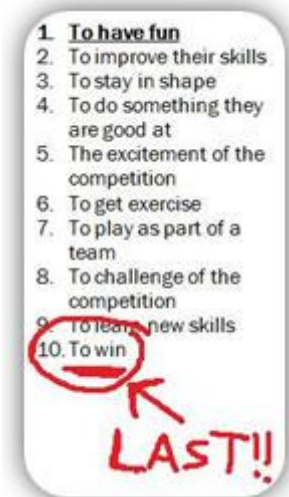 1. To have fun
2. To improve their skills
3. To stay in shape
4. To do something they
are good at
5. The excitement of the
competition
6. To get exercise
7. To play as part of a
team
8. To challenge of the
competition
9. To learn new skills
10. To win
LAST!!